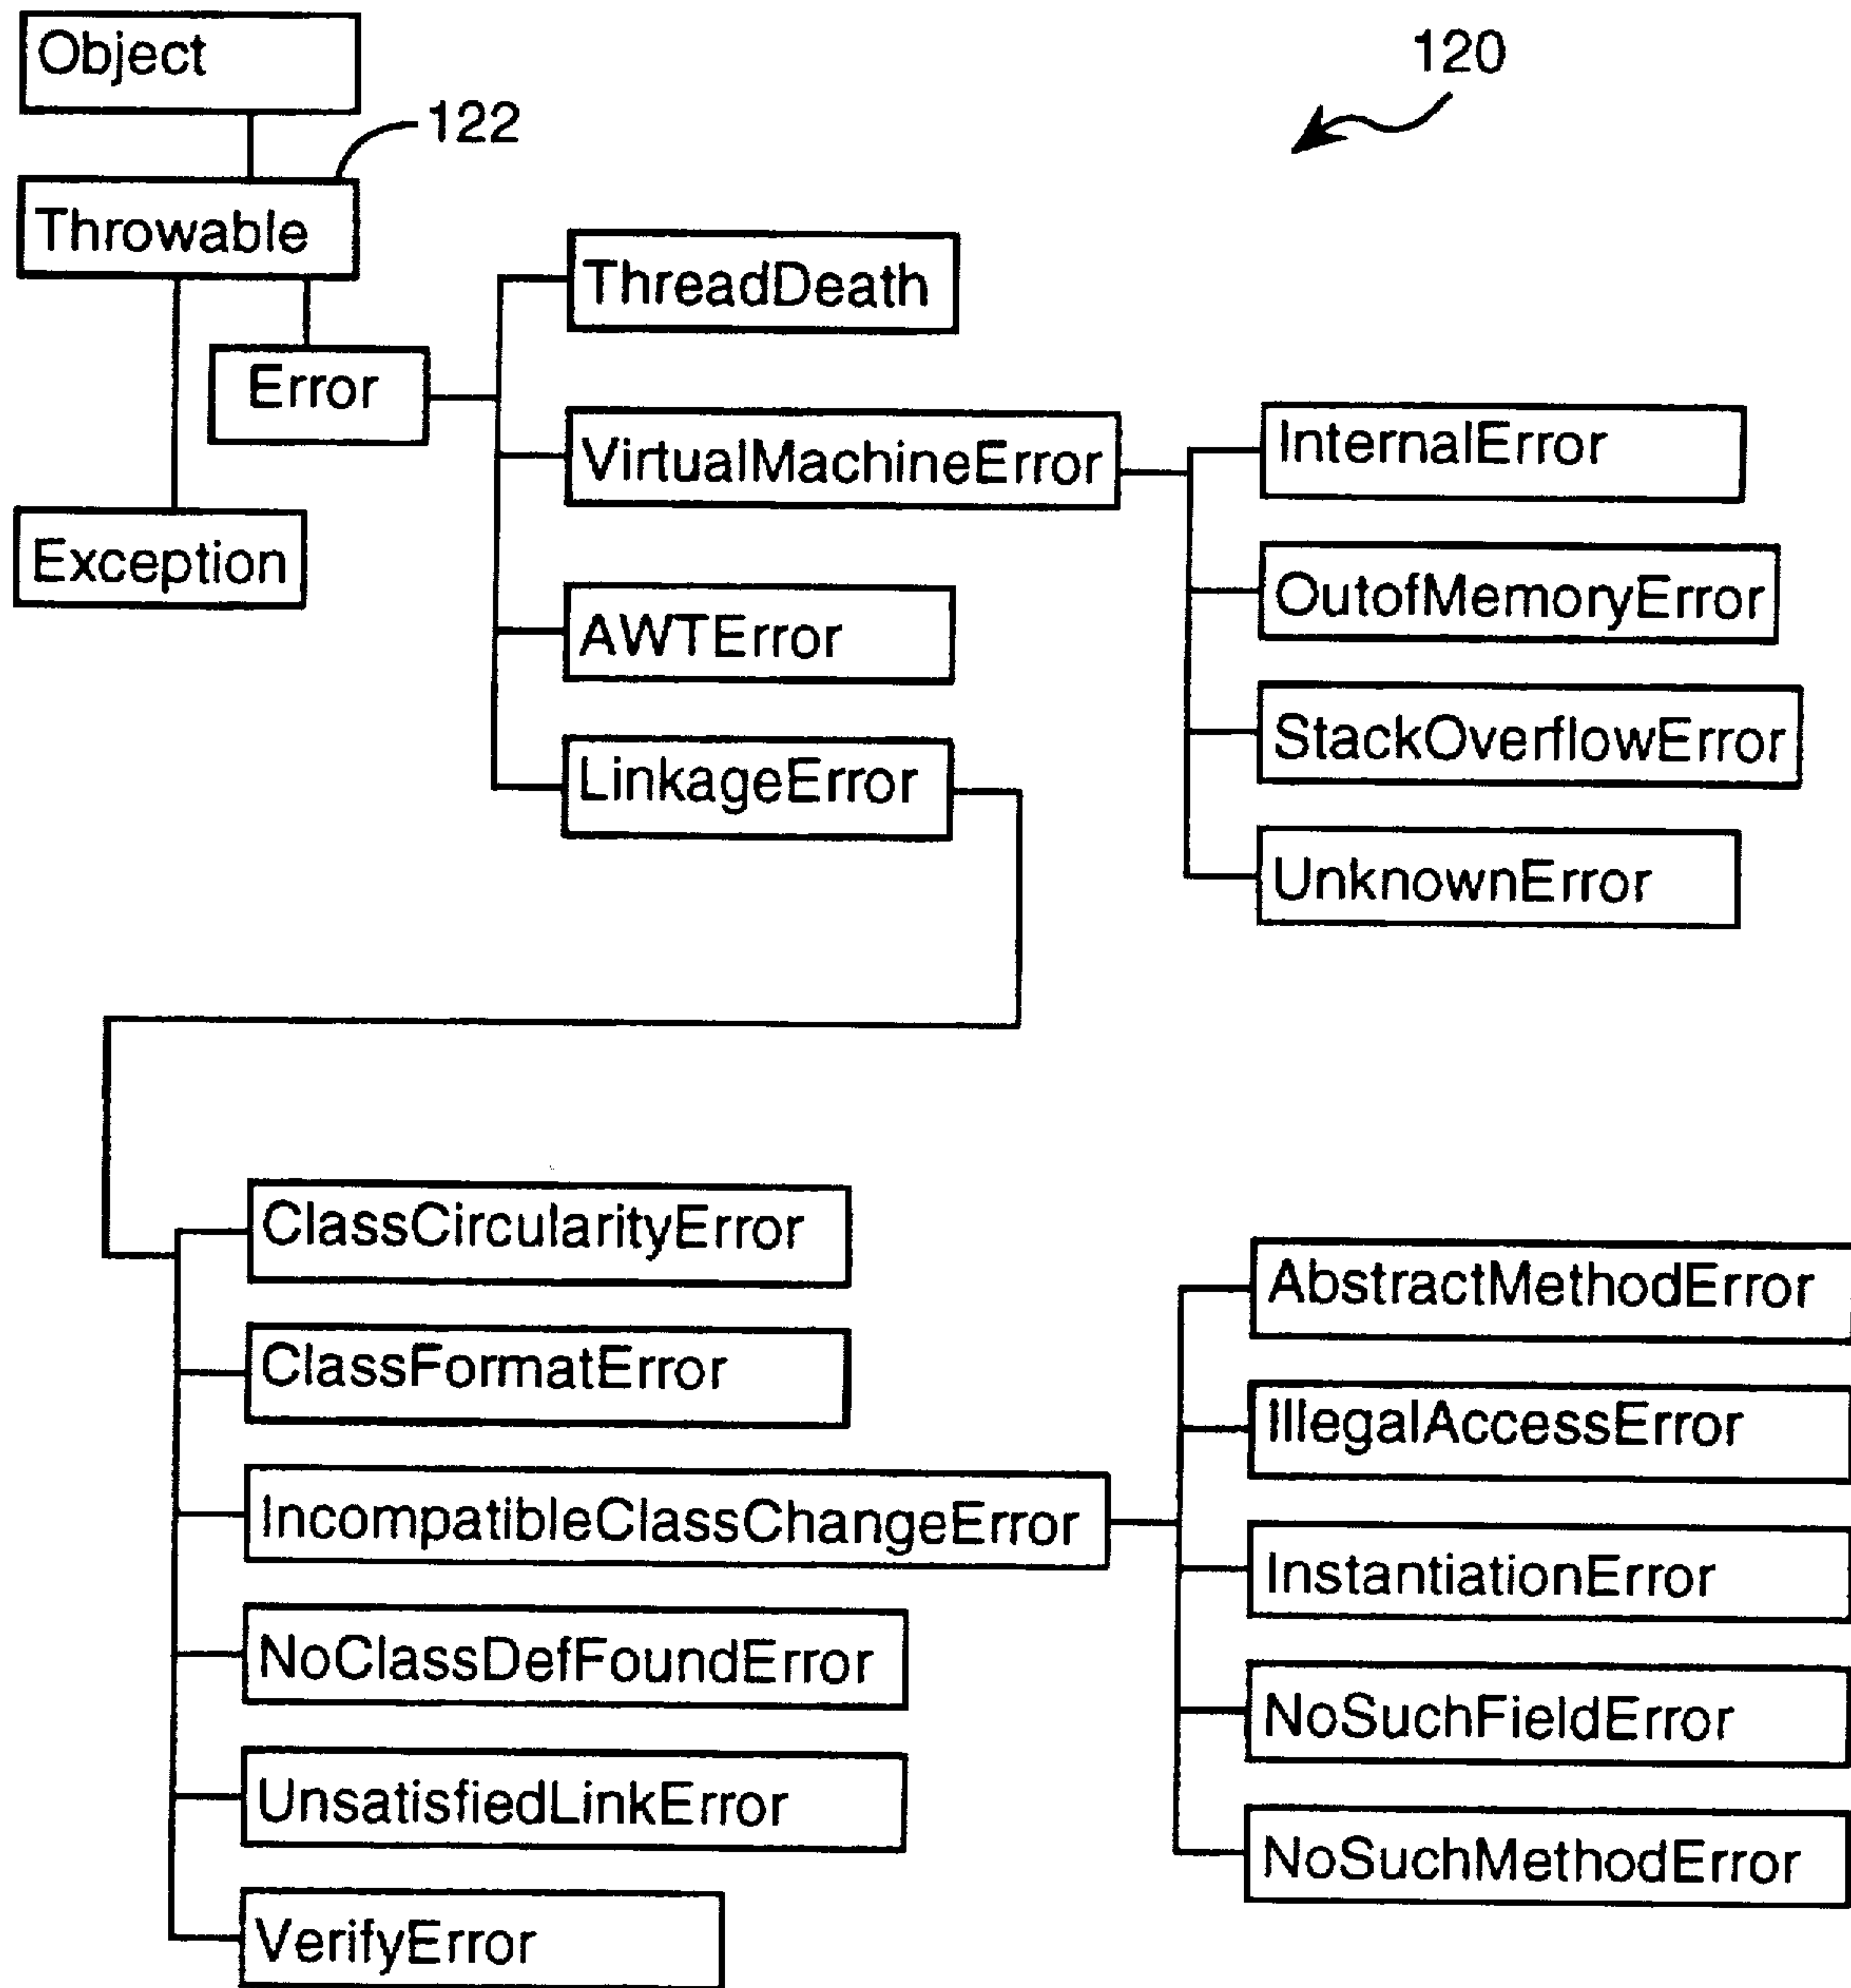 Object
120
122
Throwable
ThreadDeath
Error
VirtualMachineError
InternalError
Exception
OutofMemoryError
AWTError
StackOverflowError
LinkageError
UnknownError
ClassCircularityError
AbstractMethodError
ClassFormatError
IllegalAccessError
IncompatibleClassChangeError
InstantiationError
NoClassDefFoundError
NoSuchFieldError
UnsatisfiedLinkError
NoSuchMethodError
VerifyError